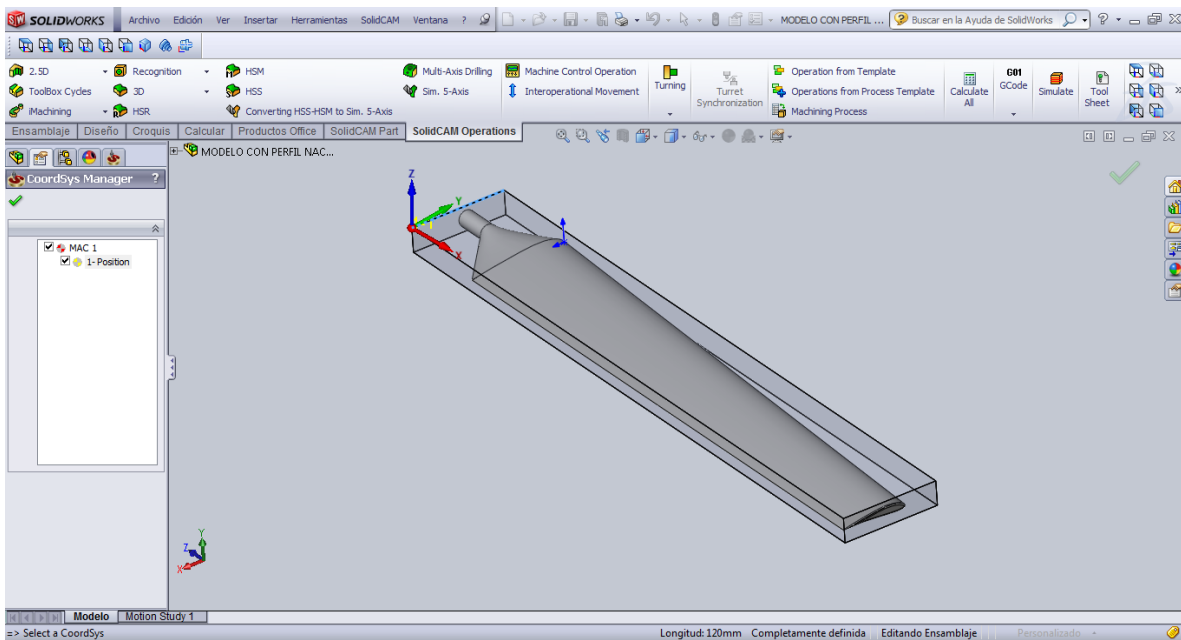 SOLIDWORKS Archivo Edición Ver Insertar Herramientas SolidCAM Ventana ? MODELO CON PERFIL ... Buscar en la Ayuda de SolidWorks ?
2.5D Recognition HSM Multi-Axis Drilling Machine Control Operation Turning Turret Synchronization Operation from Template Calculate All G01 GCode Simulate Tool Sheet
ToolBox Cycles 3D HSS Sim. 5-Axis Interoperational Movement Operations from Process Template
iMachining HSR Converting HSS-HSM to Sim. 5-Axis Machining Process
Ensamblaje Diseño Croquis Calcular Productos Office SolidCAM Part SolidCAM Operations
MODELO CON PERFIL NAC...
CoordSys Manager ?
MAC 1
1- Position
Z
Y
1
X
Y
Z
X
Modelo Motion Study 1
=> Select a CoordSys Longitud: 120mm Completamente definida Editando Ensamblaje Personalizado -